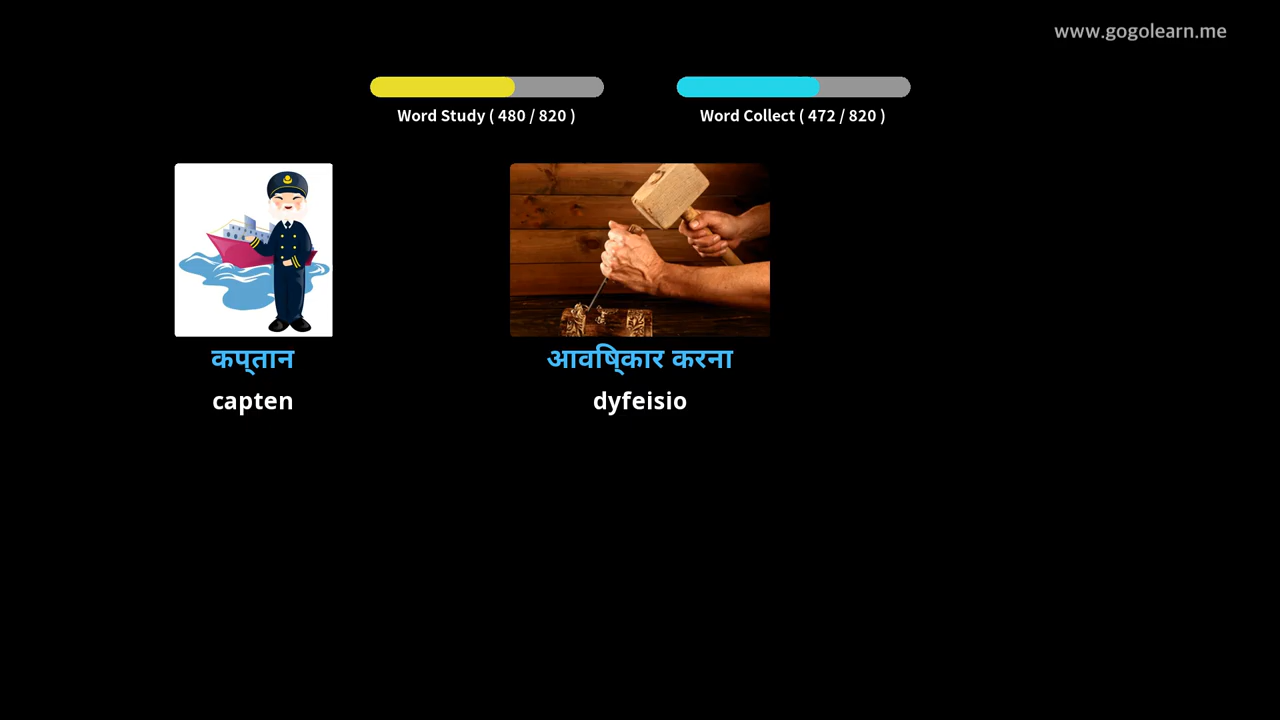 www.gogolearn.me
Word Study ( 480 / 820 )
Word Collect ( 472 / 820 )
कप्तान
आविष्कार करना
capten
dyfeisio